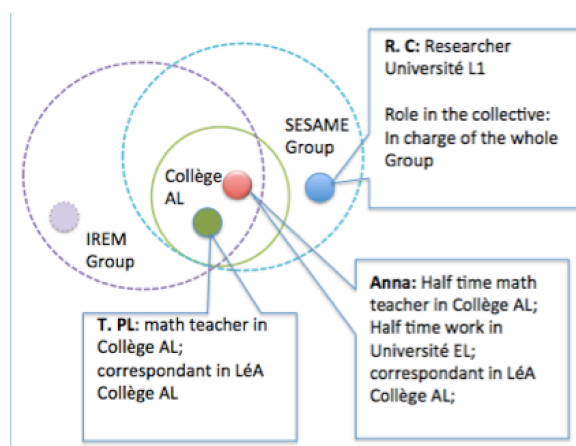 R. C: Researcher
Université L1
Role in the collective:
In charge of the whole
Group
SESAME
Group
Collège
AL
IREM
Group
T. PL: math teacher in
Collège AL;
correspondant in LéA
Collège AL
Anna: Half time math
teacher in Collège AL;
Half time work in
Université EL;
correspondant in LéA
Collège AL;